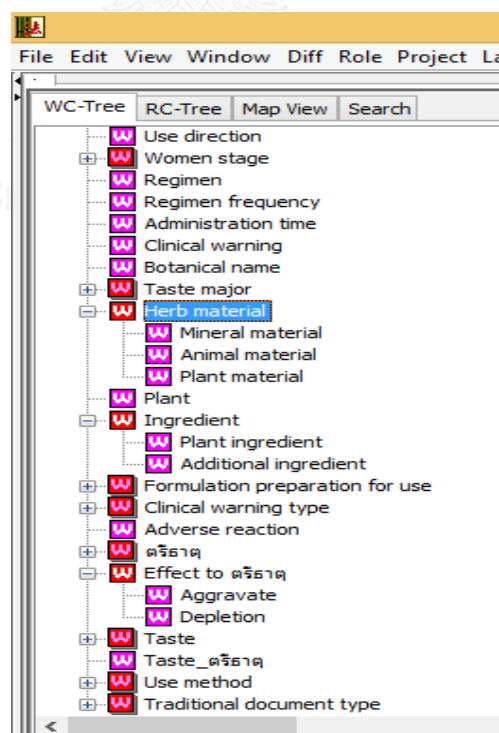 File Edit View Window Diff Role Project
WC-Tree RC-Tree Map View Search
Use direction
Women stage
Regimen
Regimen frequency
Administration time
Clinical warning
Botanical name
Taste major
Herb material
Mineral material
Animal material
Plant material
Plant
Ingredient
Plant ingredient
Additional ingredient
Formulation preparation for use
Clinical warning type
Adverse reaction
ตรีธาตุ
Effect to ตรีธาตุ
Aggravate
Depletion
Taste
Taste_ตรีธาตุ
Use method
Traditional document type